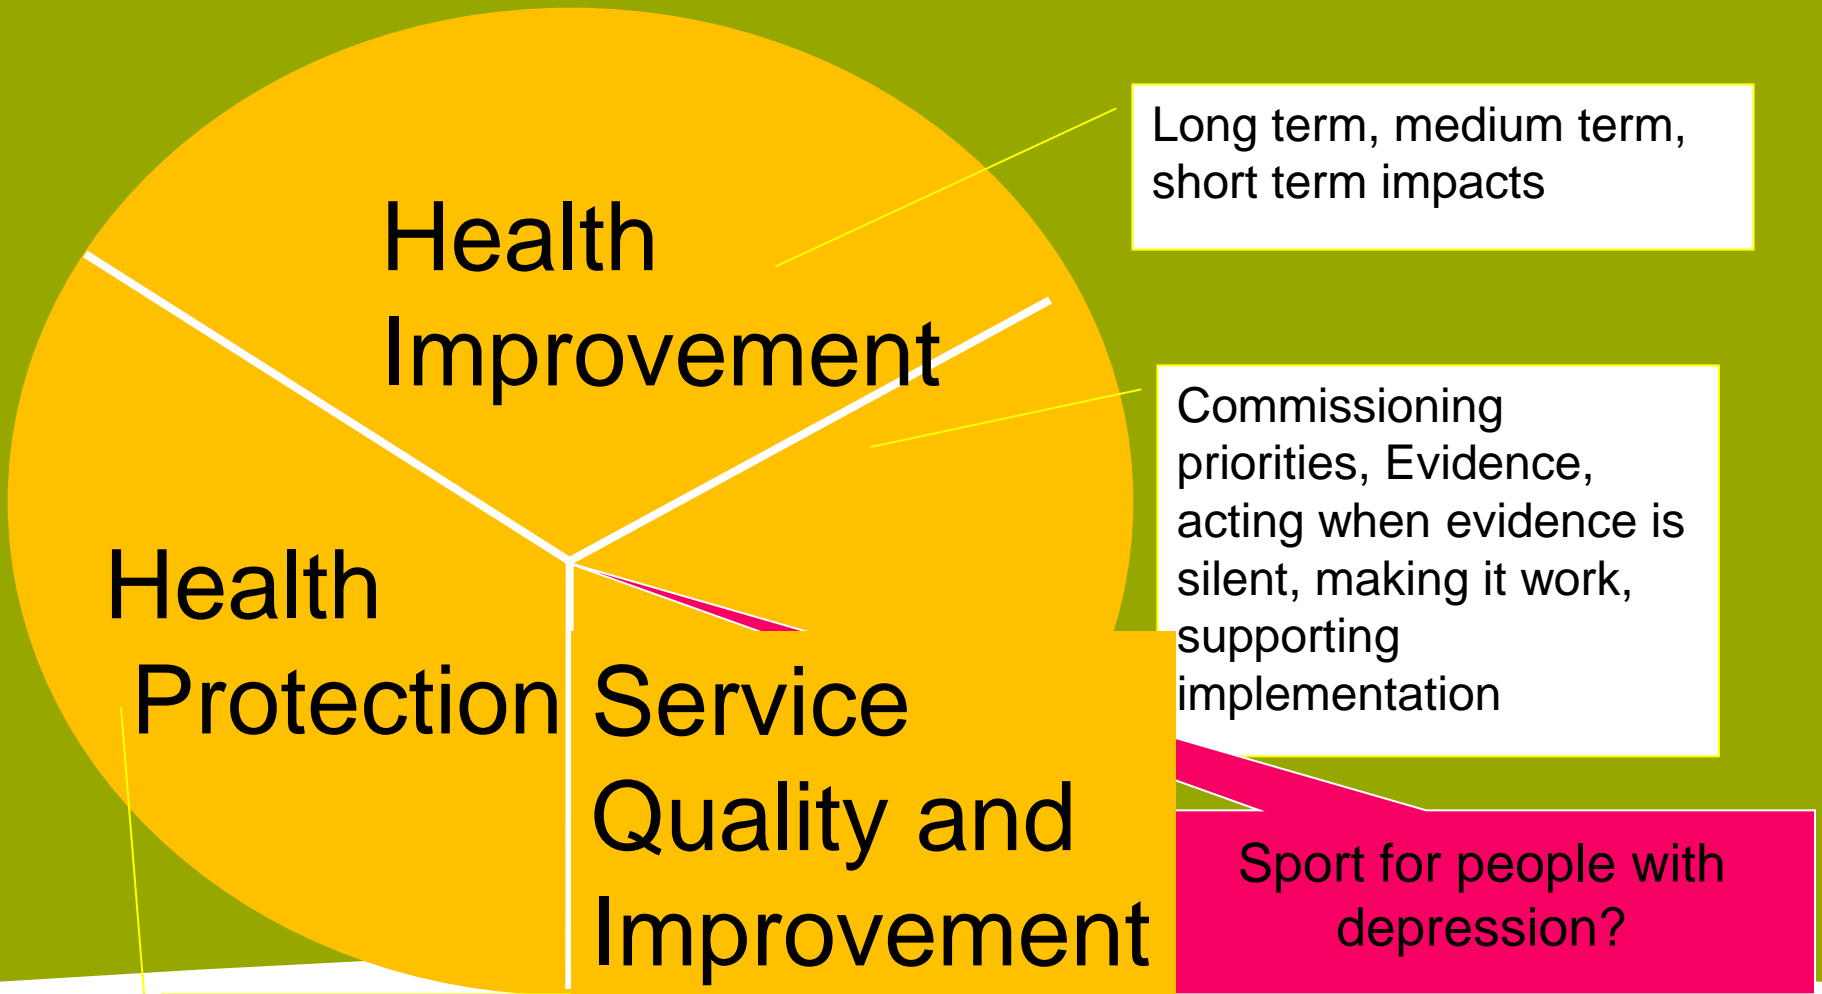 Health
Improvement
Long term, medium term,
short term impacts
Commissioning
priorities, Evidence,
acting when evidence is
silent, making it work,
supporting
implementation
Health
Protection
Service
Quality and
Improvement
Sport for people with
depression?